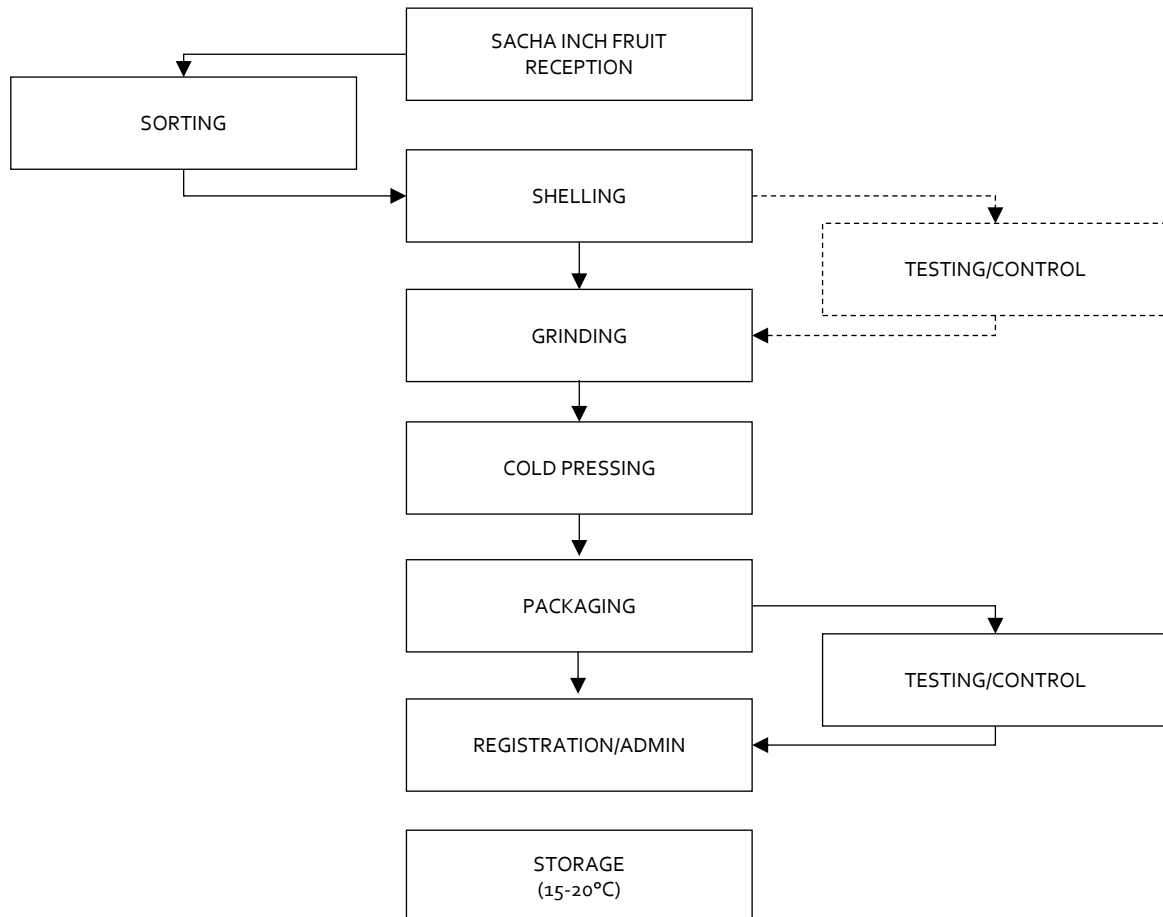 SACHA INCH FRUIT
RECEPTION
SORTING
SHELLING
TESTING/CONTROL
GRINDING
COLD PRESSING
PACKAGING
TESTING/CONTROL
REGISTRATION/ADMIN
STORAGE
(15-20°C)